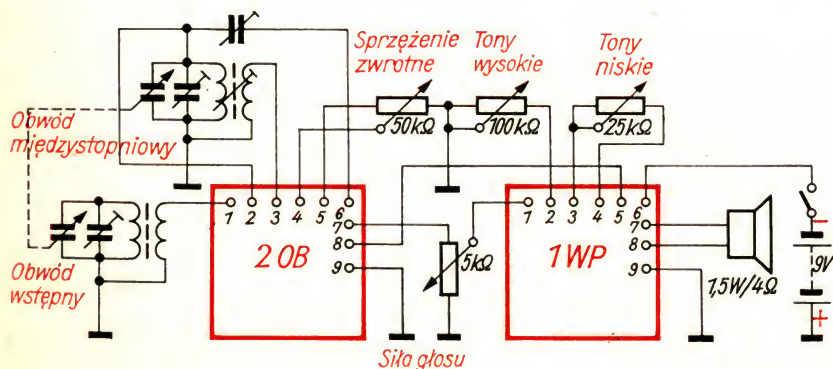 Sprzężenie zwrotne
Tony wysokie
Tony niskie
Obwód międzystopniowy
50kΩ
100kΩ
25kΩ
1 2 3 4 5 6
7
8
9
2 OB
Obwód wstępny
5kΩ
Siła głosu
1 2 3 4 5 6
7
8
9
1WP
1,5W/4Ω
−
9V
+